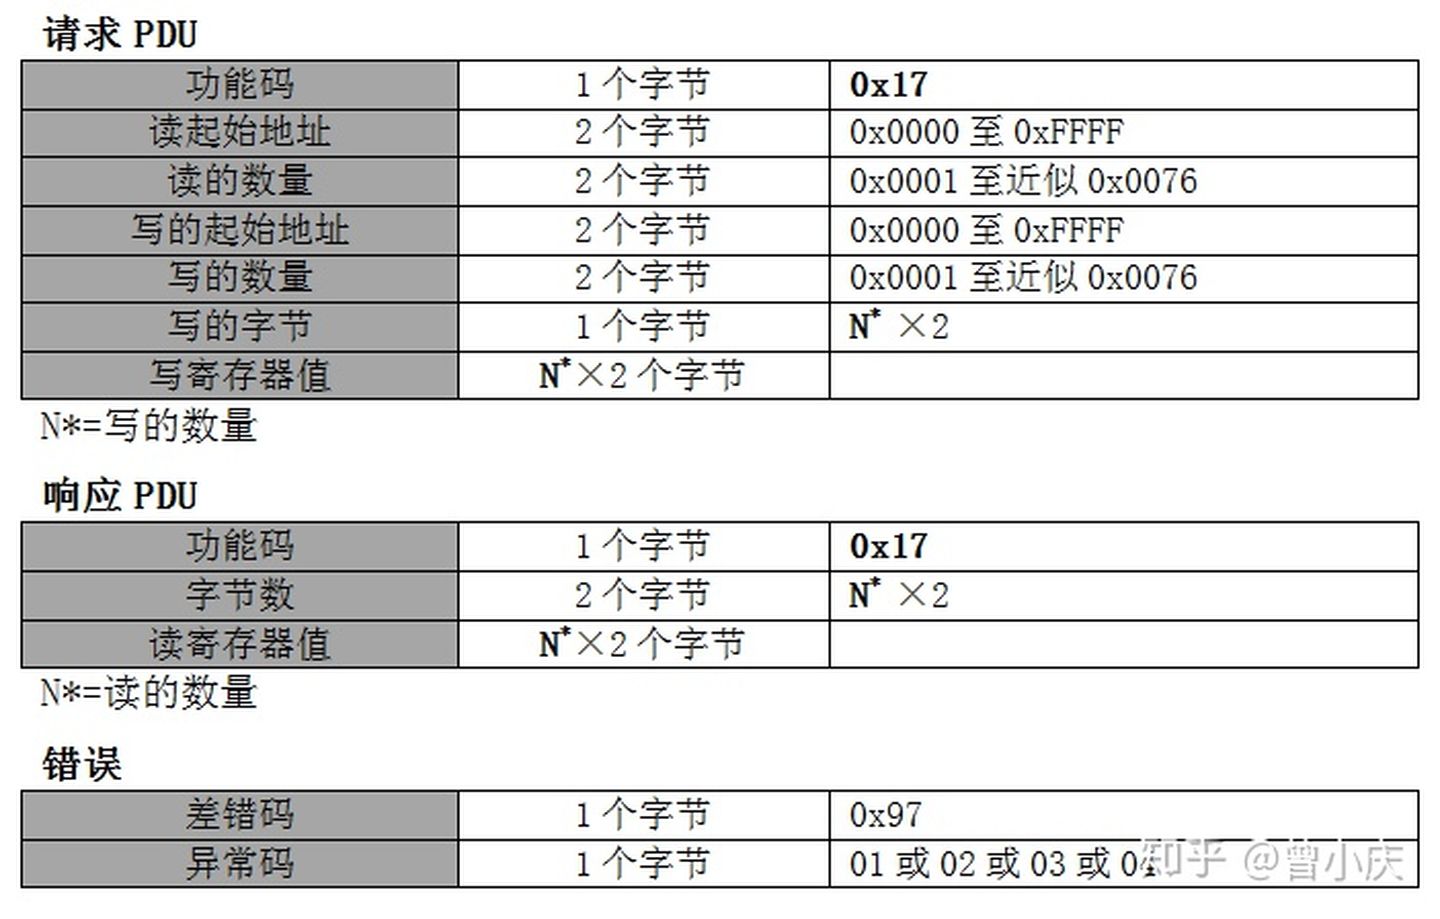 请求 PDU
功能码 1 个字节 0x17
读起始地址 2 个字节 0x0000 至 0xFFFF
读的数量 2 个字节 0x0001 至近似 0x0076
写的起始地址 2 个字节 0x0000 至 0xFFFF
写的数量 2 个字节 0x0001 至近似 0x0076
写的字节 1 个字节 N* ×2
写寄存器值 N*×2 个字节
N*=写的数量
响应 PDU
功能码 1 个字节 0x17
字节数 2 个字节 N* ×2
读寄存器值 N*×2 个字节
N*=读的数量
错误
差错码 1 个字节 0x97
异常码 1 个字节 01 或 02 或 03 或 04
知乎 @曾小庆